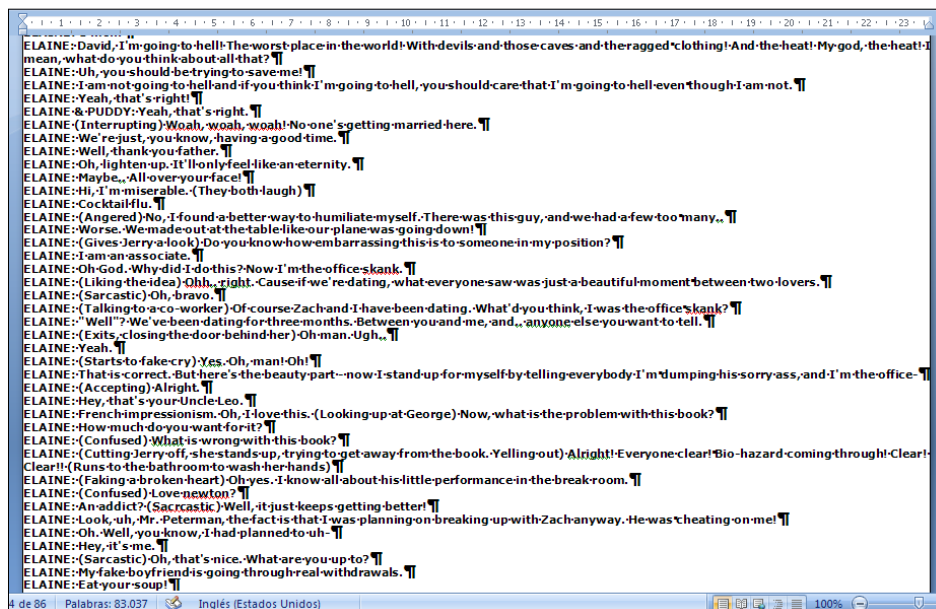 1 · 2 · 3 · 4 · 5 · 6 · 7 · 8 · 9 · 10 · 11 · 12 · 13 · 14 · 15 · 16 · 17 · 18 · 19 · 20 · 21 · 22 · 23
ELAINE: David, I'm going to hell! The worst place in the world! With devils and those caves and the ragged clothing! And the heat! My god, the heat! I
mean, what do you think about all that?¶
ELAINE: Uh, you should be trying to save me!¶
ELAINE: I am not going to hell and if you think I'm going to hell, you should care that I'm going to hell even though I am not.¶
ELAINE: Yeah, that's right!¶
ELAINE & PUDDY: Yeah, that's right.¶
ELAINE (Interrupting) Woah, woah, woah! No one's getting married here.¶
ELAINE: We're just, you know, having a good time.¶
ELAINE: Well, thank you father.¶
ELAINE: Oh, lighten up. It'll only feel like an eternity.¶
ELAINE: Maybe.. All over your face!¶
ELAINE: Hi, I'm miserable. (They both laugh)¶
ELAINE: Cocktail flu.¶
ELAINE: (Angered) No, I found a better way to humiliate myself. There was this guy, and we had a few too many..¶
ELAINE: Worse. We made out at the table like our plane was going down!¶
ELAINE: (Gives Jerry a look) Do you know how embarrassing this is to someone in my position?¶
ELAINE: I am an associate.¶
ELAINE: Oh God. Why did I do this? Now I'm the office skank.¶
ELAINE: (Liking the idea) Ohh.. right. Cause if we're dating, what everyone saw was just a beautiful moment between two lovers.¶
ELAINE: (Sarcastic) Oh, bravo.¶
ELAINE: (Talking to a co-worker) Of course Zach and I have been dating. What'd you think, I was the office skank?¶
ELAINE: "Well"? We've been dating for three months. Between you and me, and.. anyone else you want to tell.¶
ELAINE: (Exits, closing the door behind her) Oh man. Ugh..¶
ELAINE: Yeah.¶
ELAINE: (Starts to fake cry) Yes. Oh, man! Oh!¶
ELAINE: That is correct. But here's the beauty part -- now I stand up for myself by telling everybody I'm dumping his sorry ass, and I'm the office-¶
ELAINE: (Accepting) Alright.¶
ELAINE: Hey, that's your Uncle Leo.¶
ELAINE: French impressionism. Oh, I love this. (Looking up at George) Now, what is the problem with this book?¶
ELAINE: How much do you want for it?¶
ELAINE: (Confused) What is wrong with this book?¶
ELAINE: (Cutting Jerry off, she stands up, trying to get away from the book. Yelling out) Alright! Everyone clear! Bio-hazard coming through! Clear!
Clear!! (Runs to the bathroom to wash her hands)¶
ELAINE: (Faking a broken heart) Oh yes. I know all about his little performance in the break room.¶
ELAINE: (Confused) Love newton?¶
ELAINE: An addict? (Sacrcastic) Well, it just keeps getting better!¶
ELAINE: Look, uh, Mr. Peterman, the fact is that I was planning on breaking up with Zach anyway. He was cheating on me!¶
ELAINE: Oh. Well, you know, I had planned to uh-¶
ELAINE: Hey, it's me.¶
ELAINE: (Sarcastic) Oh, that's nice. What are you up to?¶
ELAINE: My fake boyfriend is going through real withdrawals.¶
ELAINE: Eat your soup!¶
4 de 86 Palabras: 83.037 Inglés (Estados Unidos) 100%